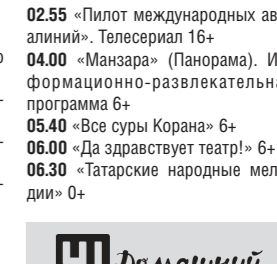 02.55 «Пилот международных ав
алиний». Телесериал 16+
04.00 «Манзара» (Панорама). И
формационно-развлекательна
программа 6+
05.40 «Все суры Корана» 6+
06.00 «Да здравствует театр!» 6+
06.30 «Татарские народные мел
дии» 0+
Домашний